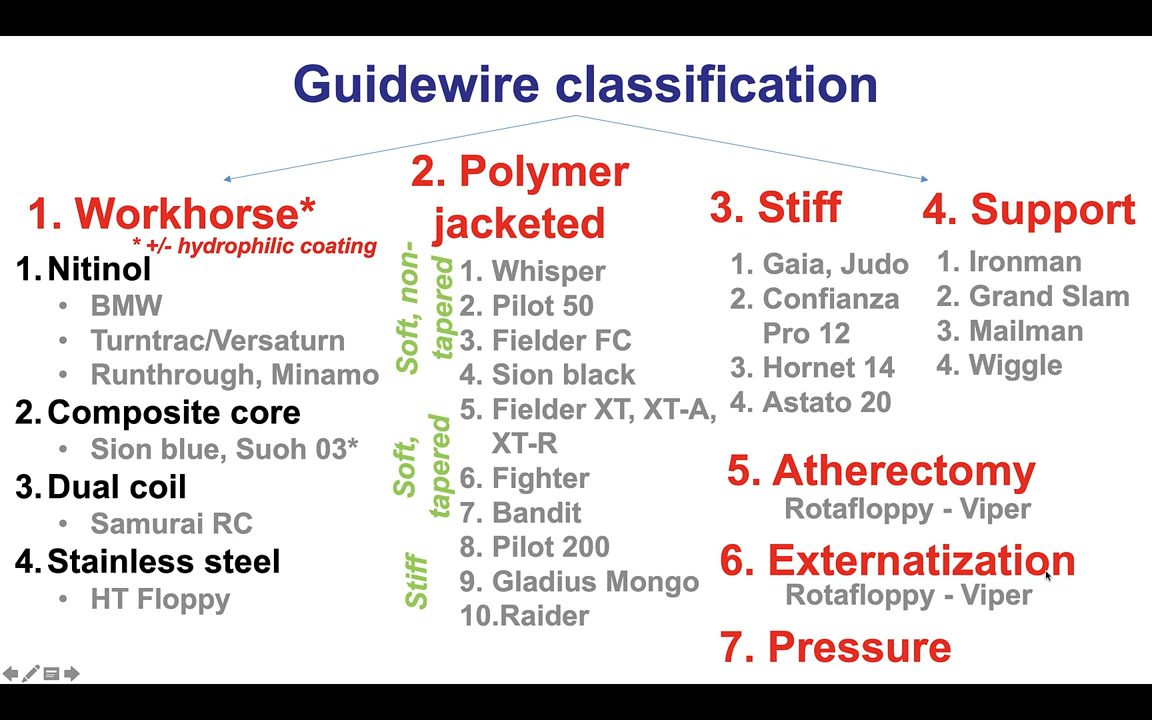 Guidewire classification
1. Workhorse*
* +/- hydrophilic coating
1. Nitinol
• BMW
• Turntrac/Versaturn
• Runthrough, Minamo
2. Composite core
• Sion blue, Suoh 03*
3. Dual coil
• Samurai RC
4. Stainless steel
• HT Floppy
2. Polymer
jacketed
Soft, non-
tapered
1. Whisper
2. Pilot 50
3. Fielder FC
4. Sion black
Soft,
tapered
5. Fielder XT, XT-A,
XT-R
6. Fighter
7. Bandit
Stiff
8. Pilot 200
9. Gladius Mongo
10.Raider
3. Stiff
1. Gaia, Judo
2. Confianza
Pro 12
3. Hornet 14
4. Astato 20
4. Support
1. Ironman
2. Grand Slam
3. Mailman
4. Wiggle
5. Atherectomy
Rotafloppy - Viper
6. Externatization
Rotafloppy - Viper
7. Pressure